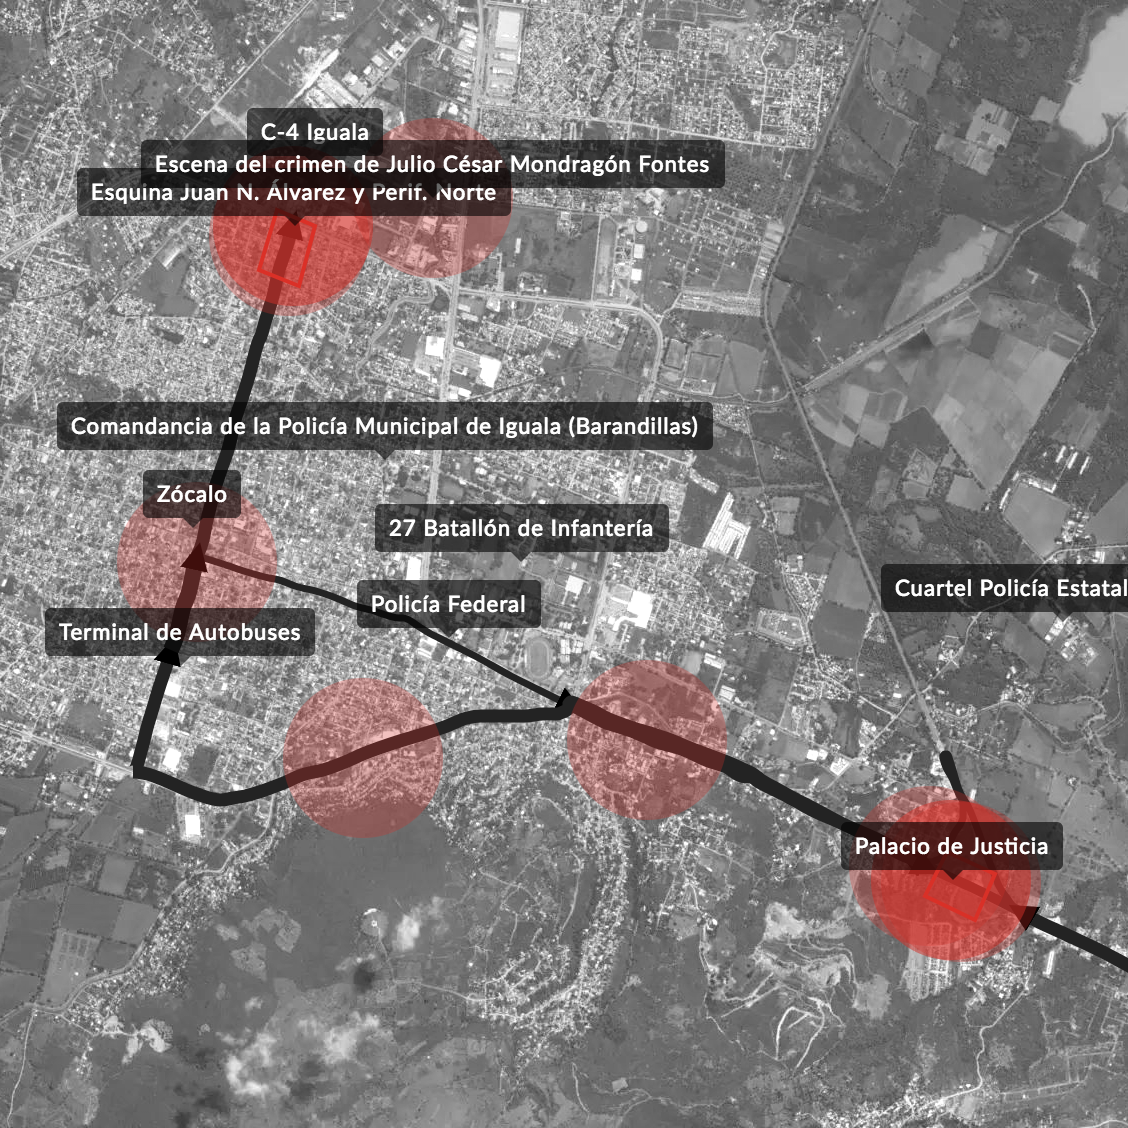 C-4 Iguala
Escena del crimen de Julio César Mondragón Fontes
Esquina Juan N. Álvarez y Perif. Norte
Comandancia de la Policía Municipal de Iguala (Barandillas)
Zócalo
27 Batallón de Infantería
Cuartel Policía Estatal
Policía Federal
Terminal de Autobuses
Palacio de Justicia